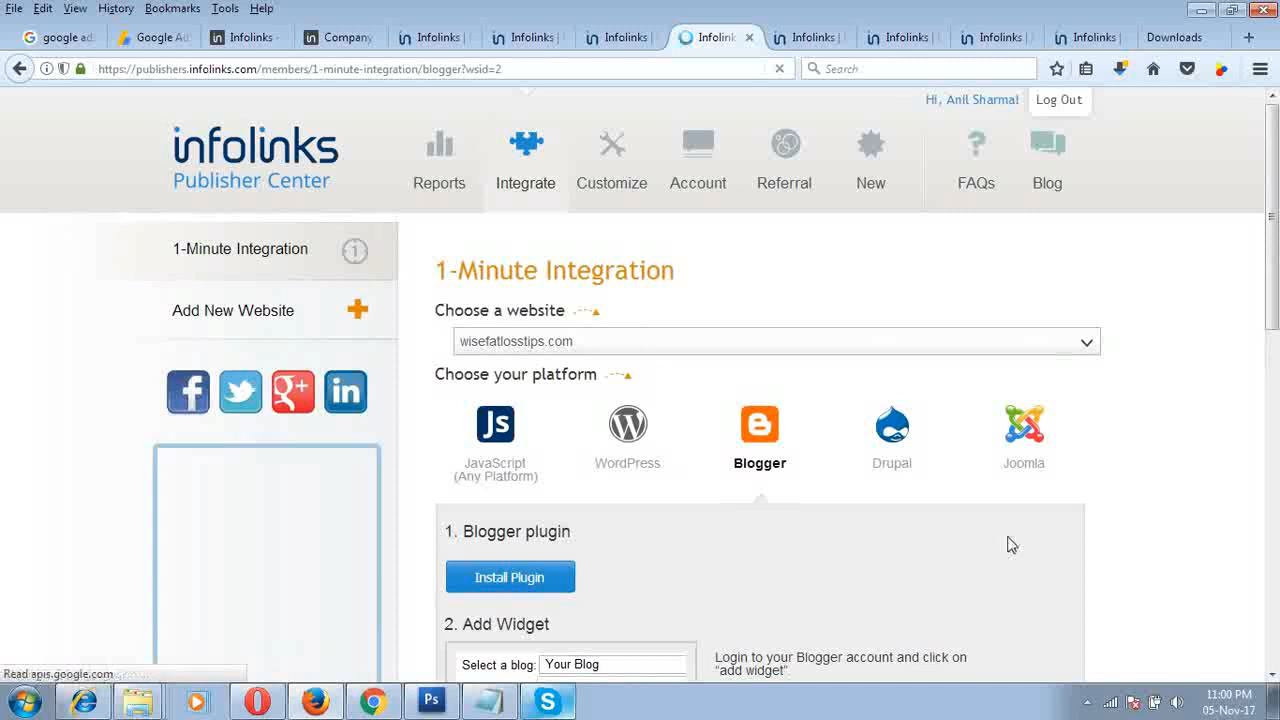 File Edit View History Bookmarks Tools Help
google ad
Google Ad
Infolinks -
Company
Infolinks |
Infolinks |
Infolinks |
Infolink
Infolinks |
Infolinks |
Infolinks |
Infolinks |
Downloads
https://publishers.infolinks.com/members/1-minute-integration/blogger?wsid=2
Search
Hi, Anil Sharma!
Log Out
infolinks
Publisher Center
Reports
Integrate
Customize
Account
Referral
New
FAQs
Blog
1-Minute Integration
Add New Website
1-Minute Integration
Choose a website
wisefatlosstips.com
Choose your platform
Js
JavaScript
(Any Platform)
WordPress
Blogger
Drupal
Joomla
1. Blogger plugin
Install Plugin
2. Add Widget
Select a blog: Your Blog
Login to your Blogger account and click on
"add widget"
Read apis.google.com
Ps
11:00 PM
05-Nov-17